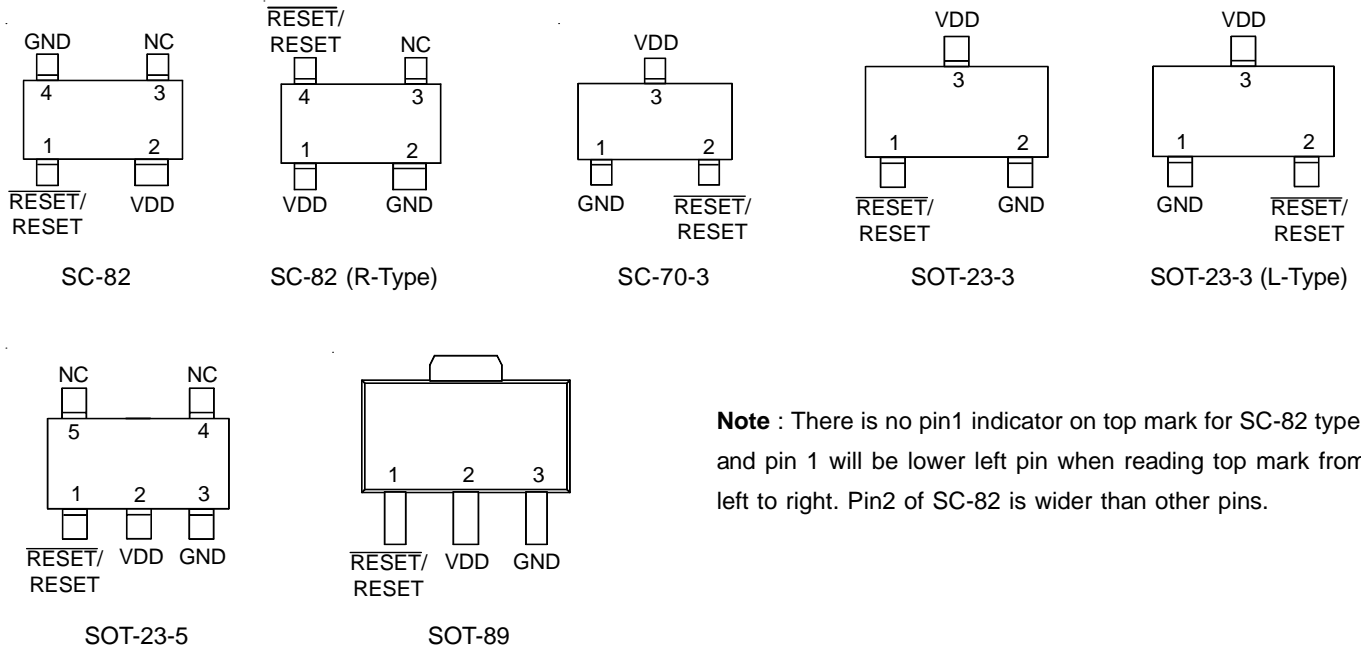 GND NC
4 3
1 2
RESET/
RESET
VDD
SC-82
RESET/
RESET
NC
4 3
1 2
VDD GND
SC-82 (R-Type)
VDD
3
1 2
GND RESET/
RESET
SC-70-3
VDD
3
1 2
RESET/
RESET
GND
SOT-23-3
VDD
3
1 2
GND RESET/
RESET
SOT-23-3 (L-Type)
NC NC
5 4
1 2 3
RESET/
RESET
VDD GND
SOT-23-5
1 2 3
RESET/
RESET
VDD GND
SOT-89
Note : There is no pin1 indicator on top mark for SC-82 type
and pin 1 will be lower left pin when reading top mark from
left to right. Pin2 of SC-82 is wider than other pins.